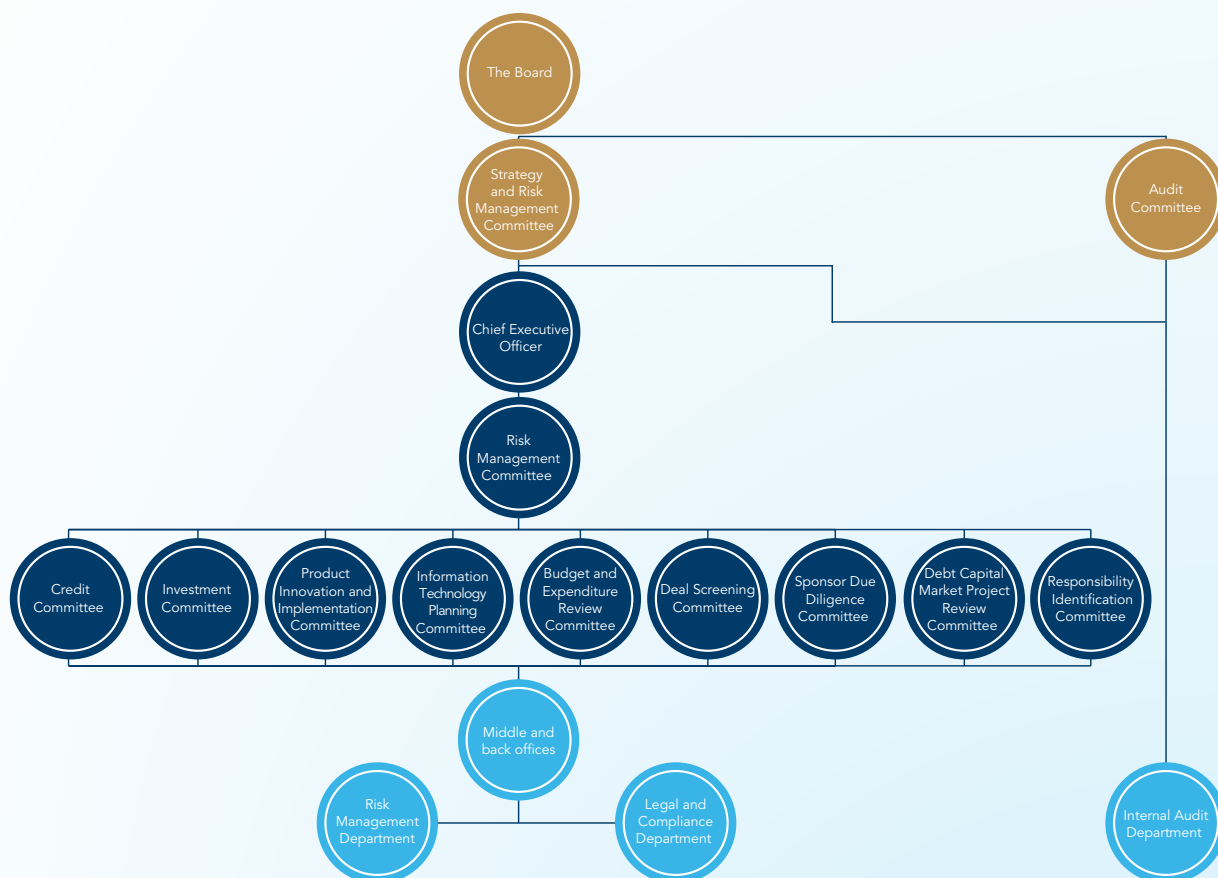 The Board
Strategy
and Risk
Management
Committee
Audit
Committee
Chief Executive
Officer
Risk
Management
Committee
Credit
Committee
Investment
Committee
Product
Innovation and
Implementation
Committee
Information
Technology
Planning
Committee
Budget and
Expenditure
Review
Committee
Deal Screening
Committee
Sponsor Due
Diligence
Committee
Debt Capital
Market Project
Review
Committee
Responsibility
Identification
Committee
Middle and
back offices
Risk
Management
Department
Legal and
Compliance
Department
Internal Audit
Department